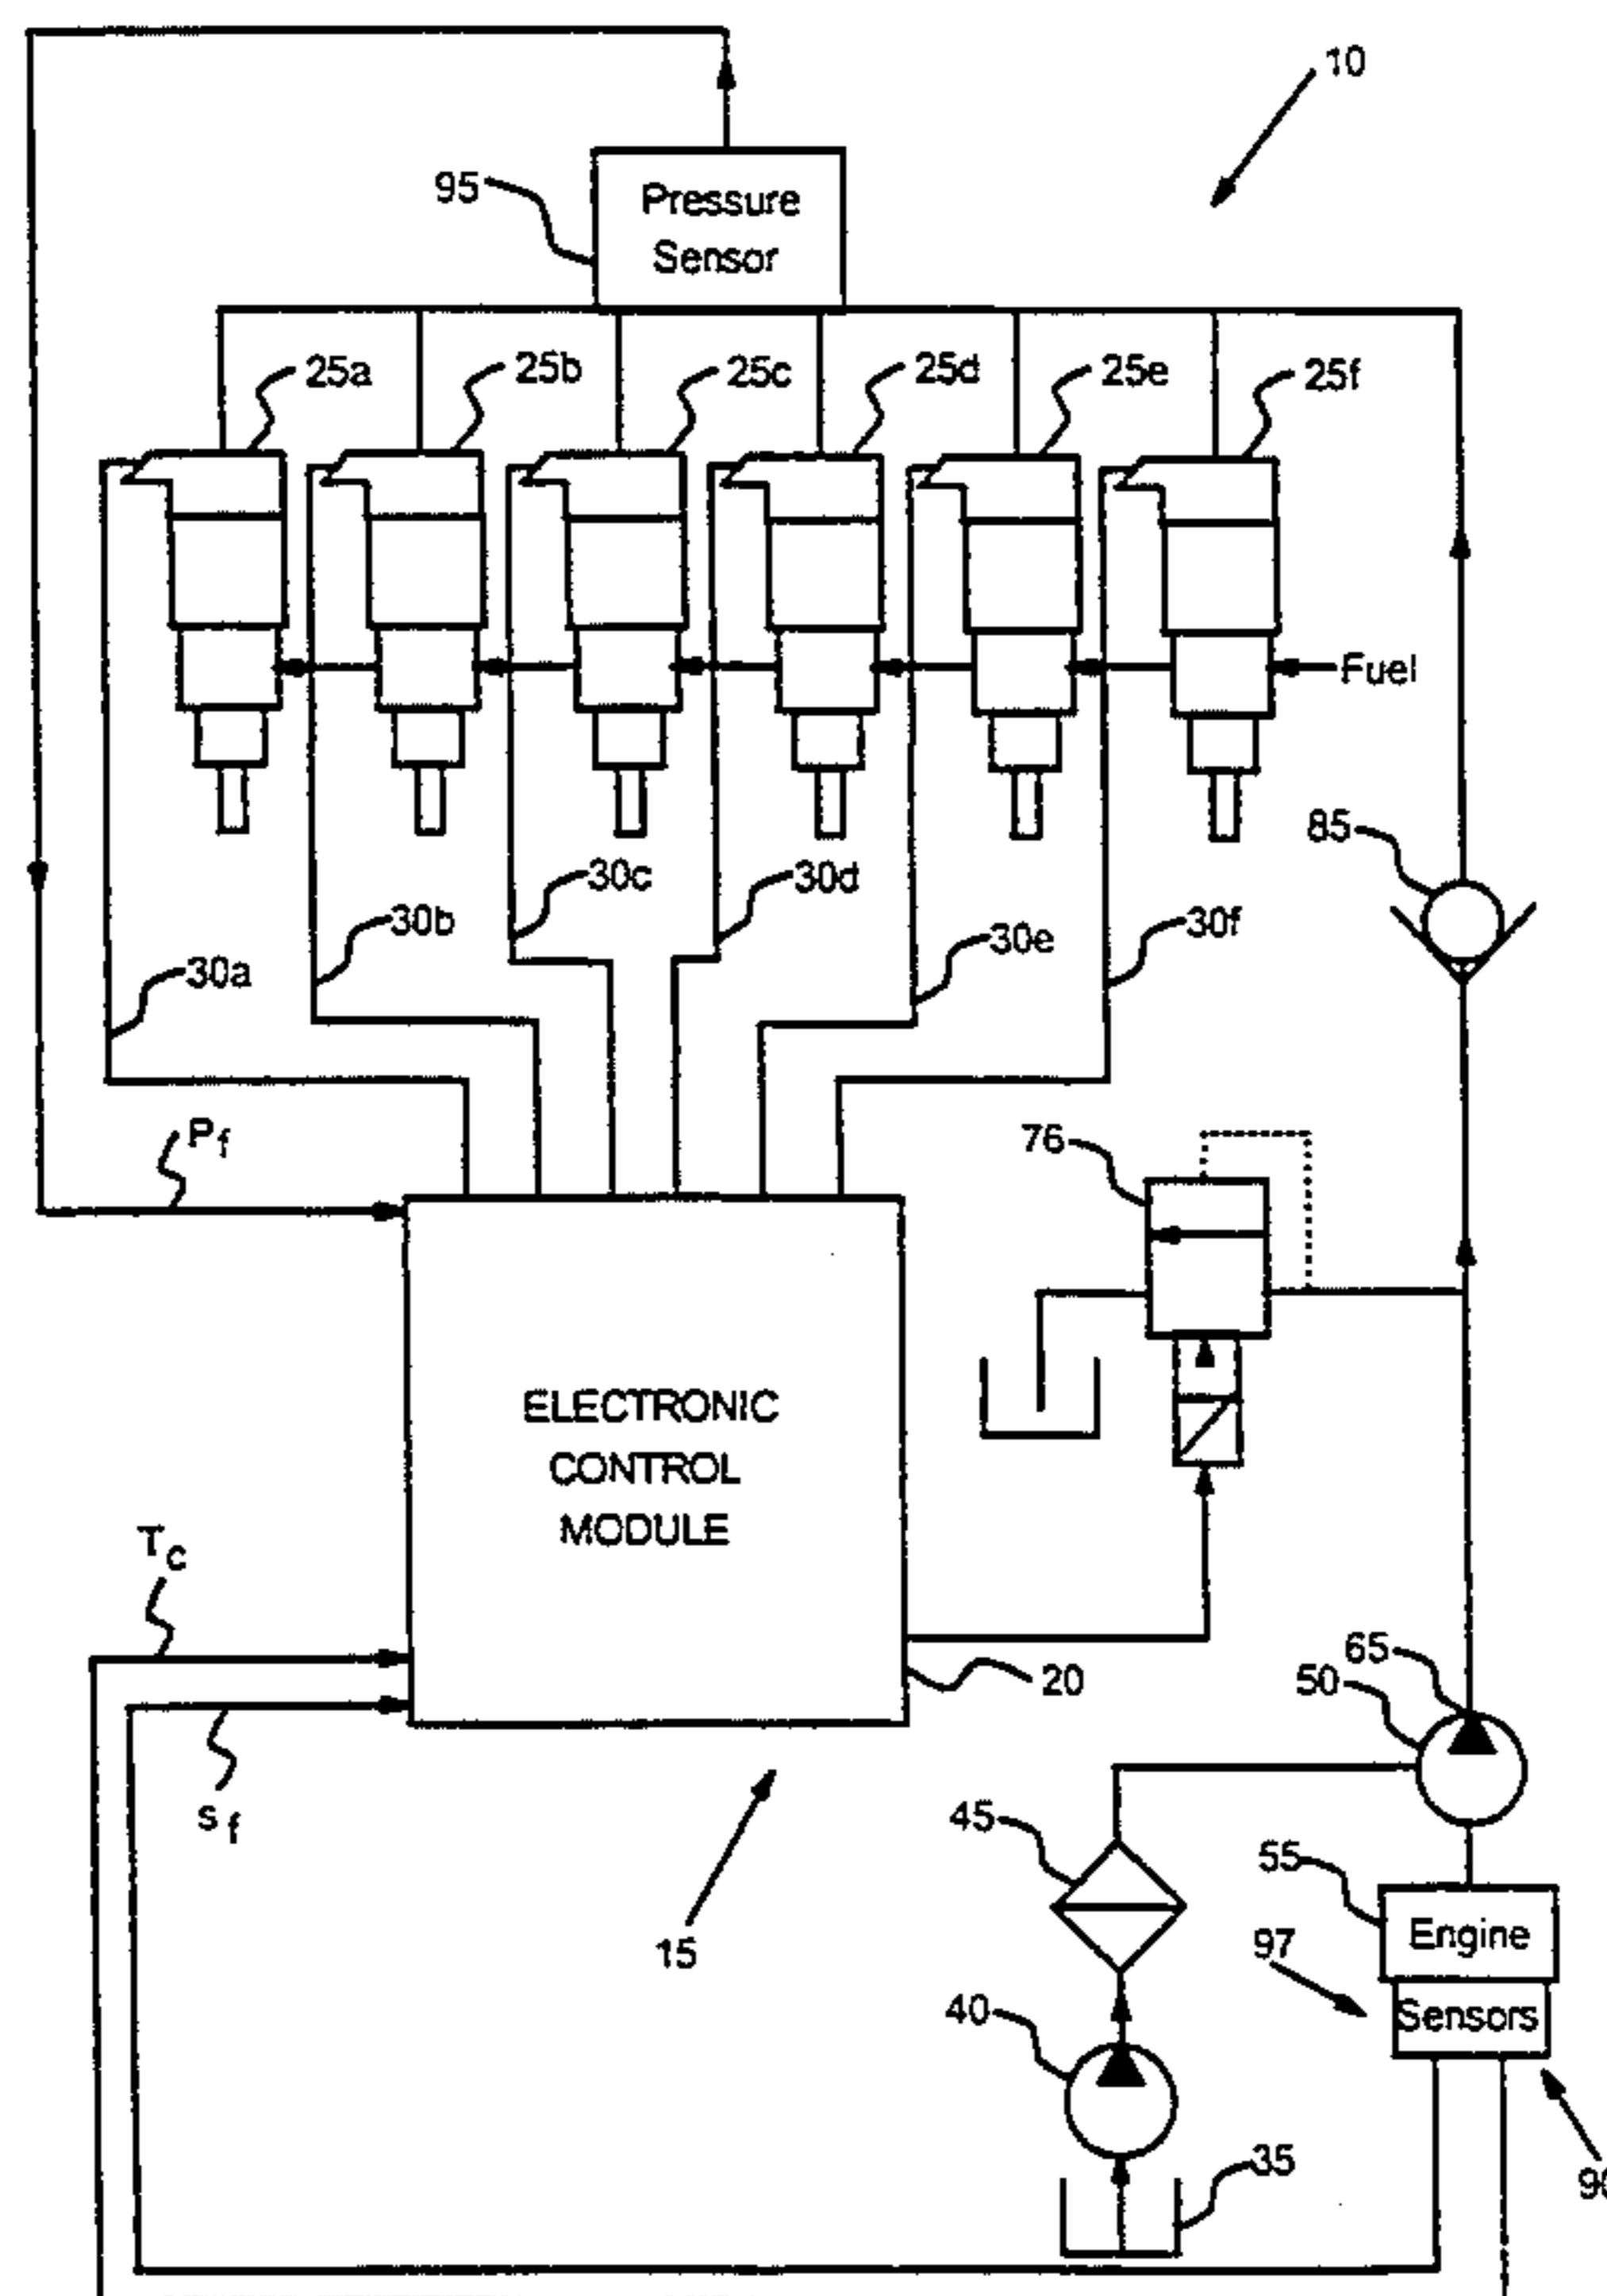 10
95
Pressure
Sensor
25a
25b
25c
25d
25e
25f
Fuel
85
30c
30d
30b
30f
30e
30a
Pf
76
ELECTRONIC
CONTROL
MODULE
Tc
65
50
20
sf
45
55
Engine
15
97
40
Sensors
35